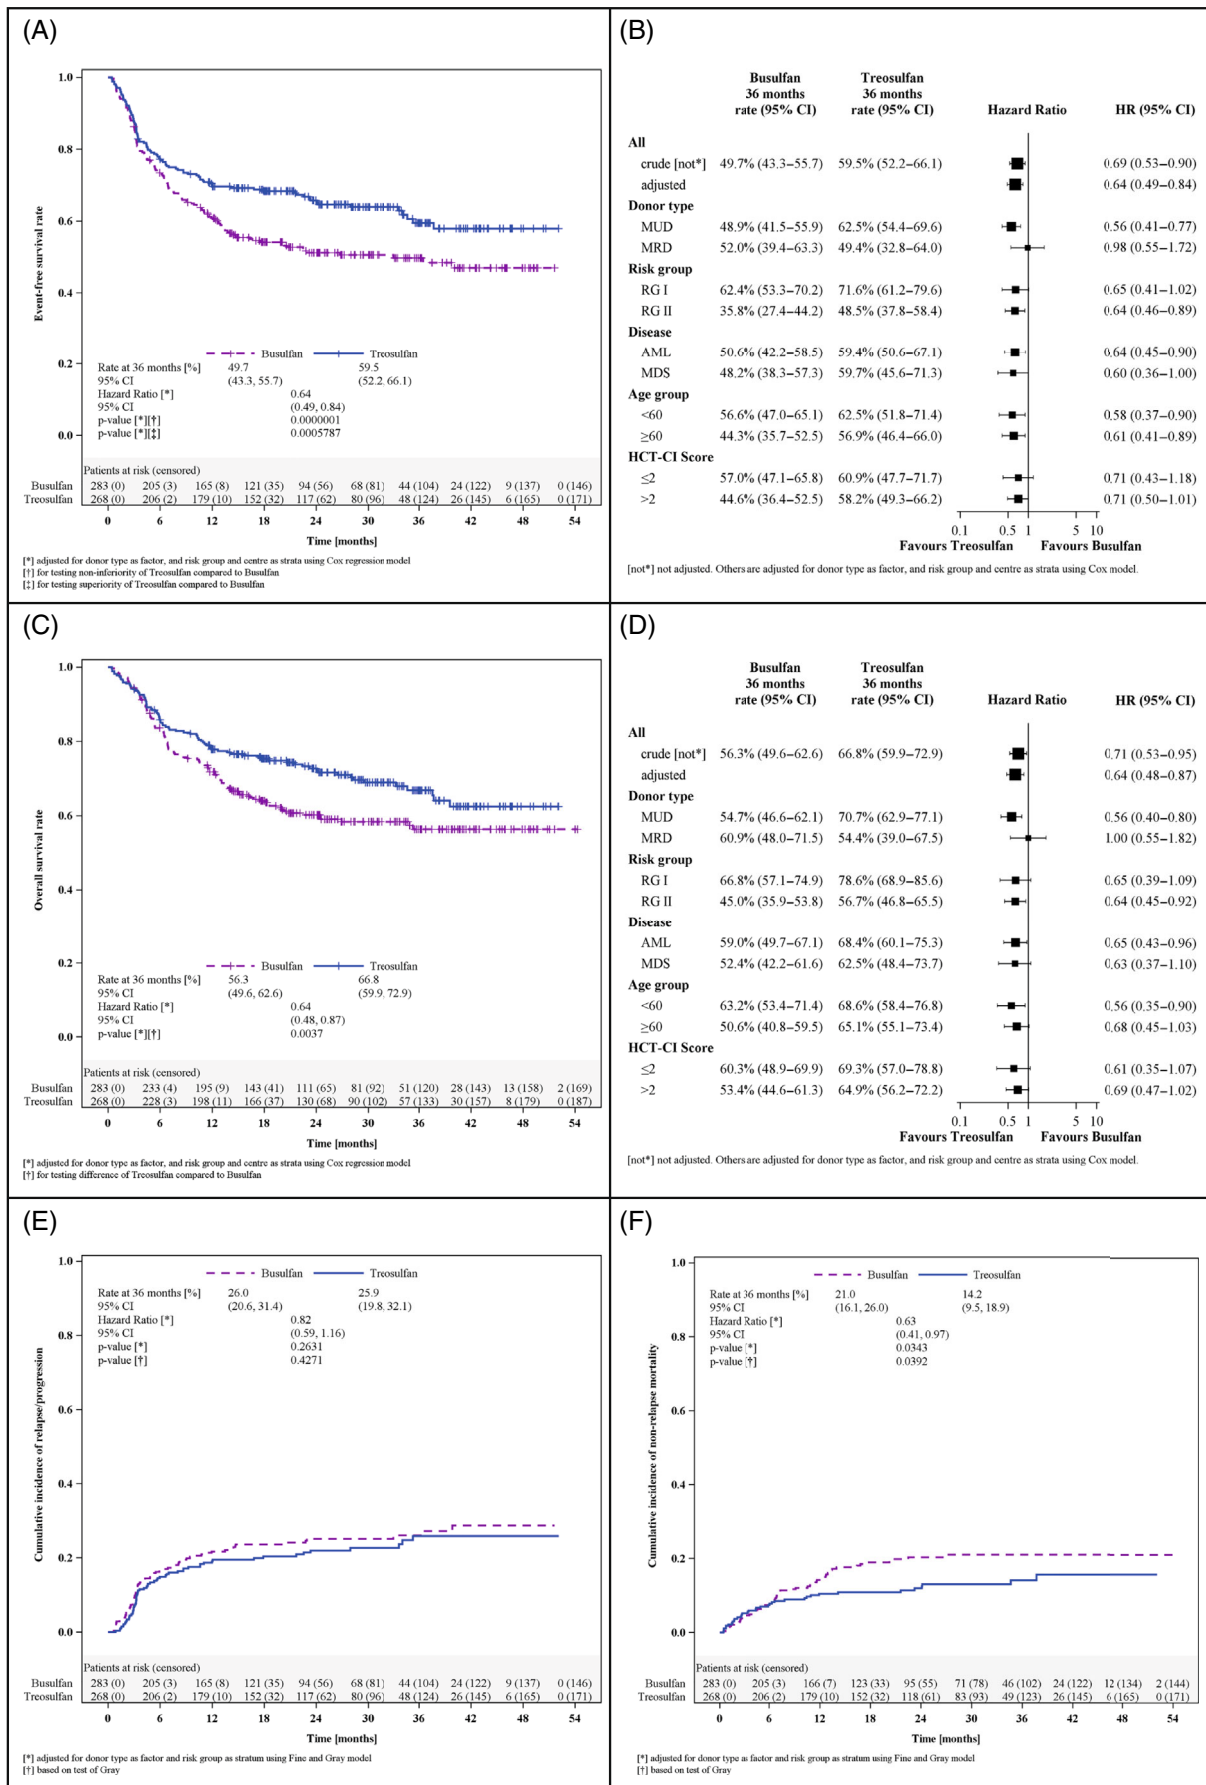 (A)
1.0
0.8
0.6
0.4
0.2
0.0
Event-free survival rate
Busulfan Treosulfan
Rate at 36 months [%] 49.7 59.5
95% CI (43.3, 55.7) (52.2, 66.1)
Hazard Ratio [*] 0.64
95% CI (0.49, 0.84)
p-value [*][†] 0.0000001
p-value [*][‡] 0.0005787
Patients at risk (censored)
Busulfan 283 (0) 205 (3) 165 (8) 121 (35) 94 (56) 68 (81) 44 (104) 24 (122) 9 (137) 0 (146)
Treosulfan 268 (0) 206 (2) 179 (10) 152 (32) 117 (62) 80 (96) 48 (124) 26 (145) 6 (165) 0 (171)
0 6 12 18 24 30 36 42 48 54
Time [months]
[*] adjusted for donor type as factor, and risk group and centre as strata using Cox regression model
[†] for testing non-inferiority of Treosulfan compared to Busulfan
[‡] for testing superiority of Treosulfan compared to Busulfan
(B)
Busulfan Treosulfan
36 months 36 months
rate (95% CI) rate (95% CI) Hazard Ratio HR (95% CI)
All
crude [not*] 49.7% (43.3–55.7) 59.5% (52.2–66.1) 0.69 (0.53–0.90)
adjusted 0.64 (0.49–0.84)
Donor type
MUD 48.9% (41.5–55.9) 62.5% (54.4–69.6) 0.56 (0.41–0.77)
MRD 52.0% (39.4–63.3) 49.4% (32.8–64.0) 0.98 (0.55–1.72)
Risk group
RG I 62.4% (53.3–70.2) 71.6% (61.2–79.6) 0.65 (0.41–1.02)
RG II 35.8% (27.4–44.2) 48.5% (37.8–58.4) 0.64 (0.46–0.89)
Disease
AML 50.6% (42.2–58.5) 59.4% (50.6–67.1) 0.64 (0.45–0.90)
MDS 48.2% (38.3–57.3) 59.7% (45.6–71.3) 0.60 (0.36–1.00)
Age group
<60 56.6% (47.0–65.1) 62.5% (51.8–71.4) 0.58 (0.37–0.90)
≥60 44.3% (35.7–52.5) 56.9% (46.4–66.0) 0.61 (0.41–0.89)
HCT-CI Score
≤2 57.0% (47.1–65.8) 60.9% (47.7–71.7) 0.71 (0.43–1.18)
>2 44.6% (36.4–52.5) 58.2% (49.3–66.2) 0.71 (0.50–1.01)
0.1 0.5 1 5 10
Favours Treosulfan Favours Busulfan
[not*] not adjusted. Others are adjusted for donor type as factor, and risk group and centre as strata using Cox model.
(C)
1.0
0.8
0.6
0.4
0.2
0.0
Overall survival rate
Busulfan Treosulfan
Rate at 36 months [%] 56.3 66.8
95% CI (49.6, 62.6) (59.9, 72.9)
Hazard Ratio [*] 0.64
95% CI (0.48, 0.87)
p-value [*][†] 0.0037
Patients at risk (censored)
Busulfan 283 (0) 233 (4) 195 (9) 143 (41) 111 (65) 81 (92) 51 (120) 28 (143) 13 (158) 2 (169)
Treosulfan 268 (0) 228 (3) 198 (11) 166 (37) 130 (68) 90 (102) 57 (133) 30 (157) 8 (179) 0 (187)
0 6 12 18 24 30 36 42 48 54
Time [months]
[*] adjusted for donor type as factor, and risk group and centre as strata using Cox regression model
[†] for testing difference of Treosulfan compared to Busulfan
(D)
Busulfan Treosulfan
36 months 36 months
rate (95% CI) rate (95% CI) Hazard Ratio HR (95% CI)
All
crude [not*] 56.3% (49.6–62.6) 66.8% (59.9–72.9) 0.71 (0.53–0.95)
adjusted 0.64 (0.48–0.87)
Donor type
MUD 54.7% (46.6–62.1) 70.7% (62.9–77.1) 0.56 (0.40–0.80)
MRD 60.9% (48.0–71.5) 54.4% (39.0–67.5) 1.00 (0.55–1.82)
Risk group
RG I 66.8% (57.1–74.9) 78.6% (68.9–85.6) 0.65 (0.39–1.09)
RG II 45.0% (35.9–53.8) 56.7% (46.8–65.5) 0.64 (0.45–0.92)
Disease
AML 59.0% (49.7–67.1) 68.4% (60.1–75.3) 0.65 (0.43–0.96)
MDS 52.4% (42.2–61.6) 62.5% (48.4–73.7) 0.63 (0.37–1.10)
Age group
<60 63.2% (53.4–71.4) 68.6% (58.4–76.8) 0.56 (0.35–0.90)
≥60 50.6% (40.8–59.5) 65.1% (55.1–73.4) 0.68 (0.45–1.03)
HCT-CI Score
≤2 60.3% (48.9–69.9) 69.3% (57.0–78.8) 0.61 (0.35–1.07)
>2 53.4% (44.6–61.3) 64.9% (56.2–72.2) 0.69 (0.47–1.02)
0.1 0.5 1 5 10
Favours Treosulfan Favours Busulfan
[not*] not adjusted. Others are adjusted for donor type as factor, and risk group and centre as strata using Cox model.
(E)
1.0
0.8
0.6
0.4
0.2
0.0
Cumulative incidence of relapse/progression
Busulfan Treosulfan
Rate at 36 months [%] 26.0 25.9
95% CI (20.6, 31.4) (19.8, 32.1)
Hazard Ratio [*] 0.82
95% CI (0.59, 1.16)
p-value [*] 0.2631
p-value [†] 0.4271
Patients at risk (censored)
Busulfan 283 (0) 205 (3) 165 (8) 121 (35) 94 (56) 68 (81) 44 (104) 24 (122) 9 (137) 0 (146)
Treosulfan 268 (0) 206 (2) 179 (10) 152 (32) 117 (62) 80 (96) 48 (124) 26 (145) 6 (165) 0 (171)
0 6 12 18 24 30 36 42 48 54
Time [months]
[*] adjusted for donor type as factor and risk group as stratum using Fine and Gray model
[†] based on test of Gray
(F)
1.0
0.8
0.6
0.4
0.2
0.0
Cumulative incidence of non-relapse mortality
Busulfan Treosulfan
Rate at 36 months [%] 21.0 14.2
95% CI (16.1, 26.0) (9.5, 18.9)
Hazard Ratio [*] 0.63
95% CI (0.41, 0.97)
p-value [*] 0.0343
p-value [†] 0.0392
Patients at risk (censored)
Busulfan 283 (0) 205 (3) 166 (7) 123 (33) 95 (55) 71 (78) 46 (102) 24 (122) 12 (134) 2 (144)
Treosulfan 268 (0) 206 (2) 179 (10) 152 (32) 118 (61) 83 (93) 49 (123) 26 (145) 6 (165) 0 (171)
0 6 12 18 24 30 36 42 48 54
Time [months]
[*] adjusted for donor type as factor and risk group as stratum using Fine and Gray model
[†] based on test of Gray